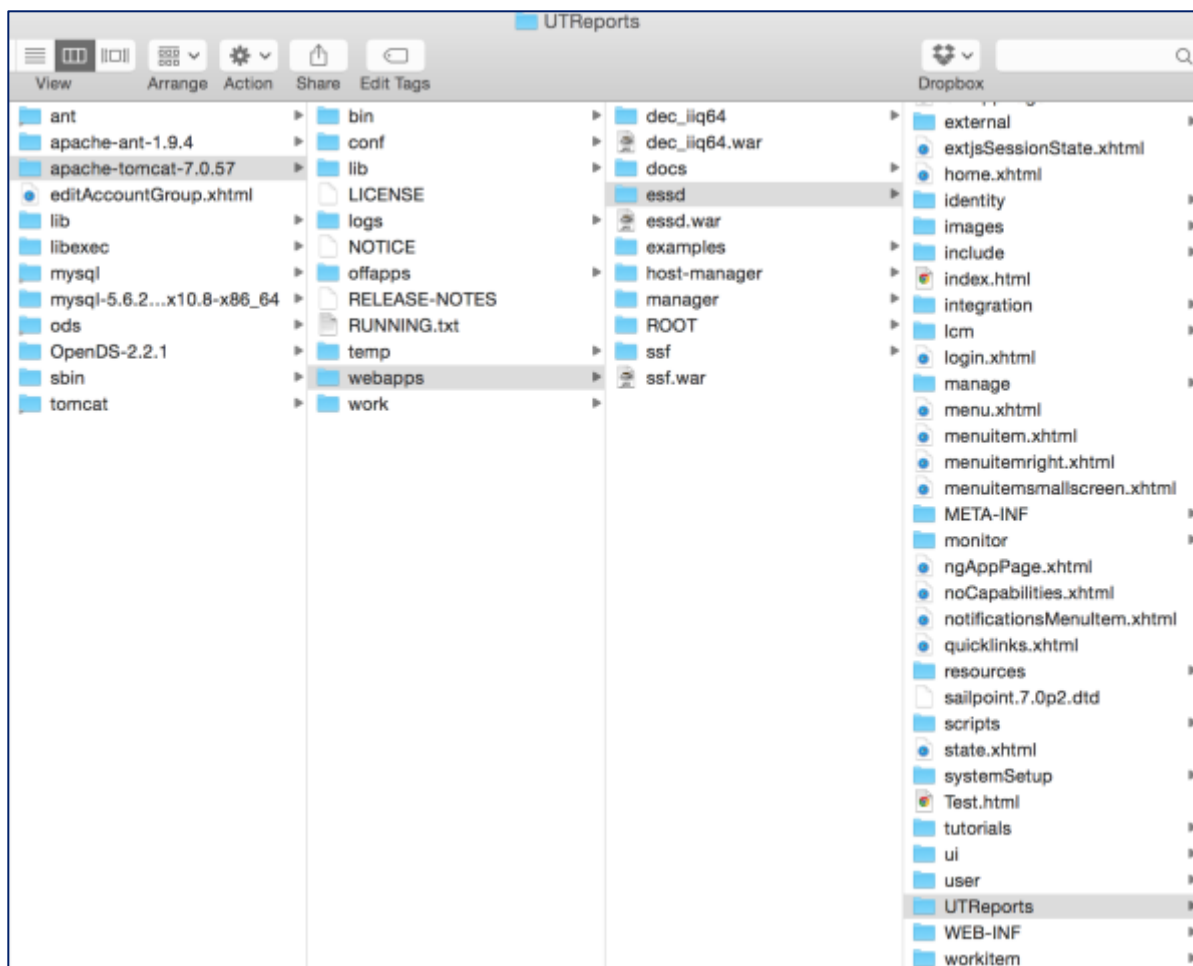 UTReports
View Arrange Action Share Edit Tags Dropbox
ant
apache-ant-1.9.4
apache-tomcat-7.0.57
editAccountGroup.xhtml
lib
libexec
mysql
mysql-5.6.2...x10.8-x86_64
ods
OpenDS-2.2.1
sbin
tomcat
bin
conf
lib
LICENSE
logs
NOTICE
offapps
RELEASE-NOTES
RUNNING.txt
temp
webapps
work
dec_iiq64
dec_iiq64.war
docs
essd
essd.war
examples
host-manager
manager
ROOT
ssf
ssf.war
external
extjsSessionState.xhtml
home.xhtml
identity
images
include
index.html
integration
lcm
login.xhtml
manage
menu.xhtml
menuitem.xhtml
menuitemright.xhtml
menuitemsmallscreen.xhtml
META-INF
monitor
ngAppPage.xhtml
noCapabilities.xhtml
notificationsMenuItem.xhtml
quicklinks.xhtml
resources
sailpoint.7.0p2.dtd
scripts
state.xhtml
systemSetup
Test.html
tutorials
ui
user
UTReports
WEB-INF
workitem